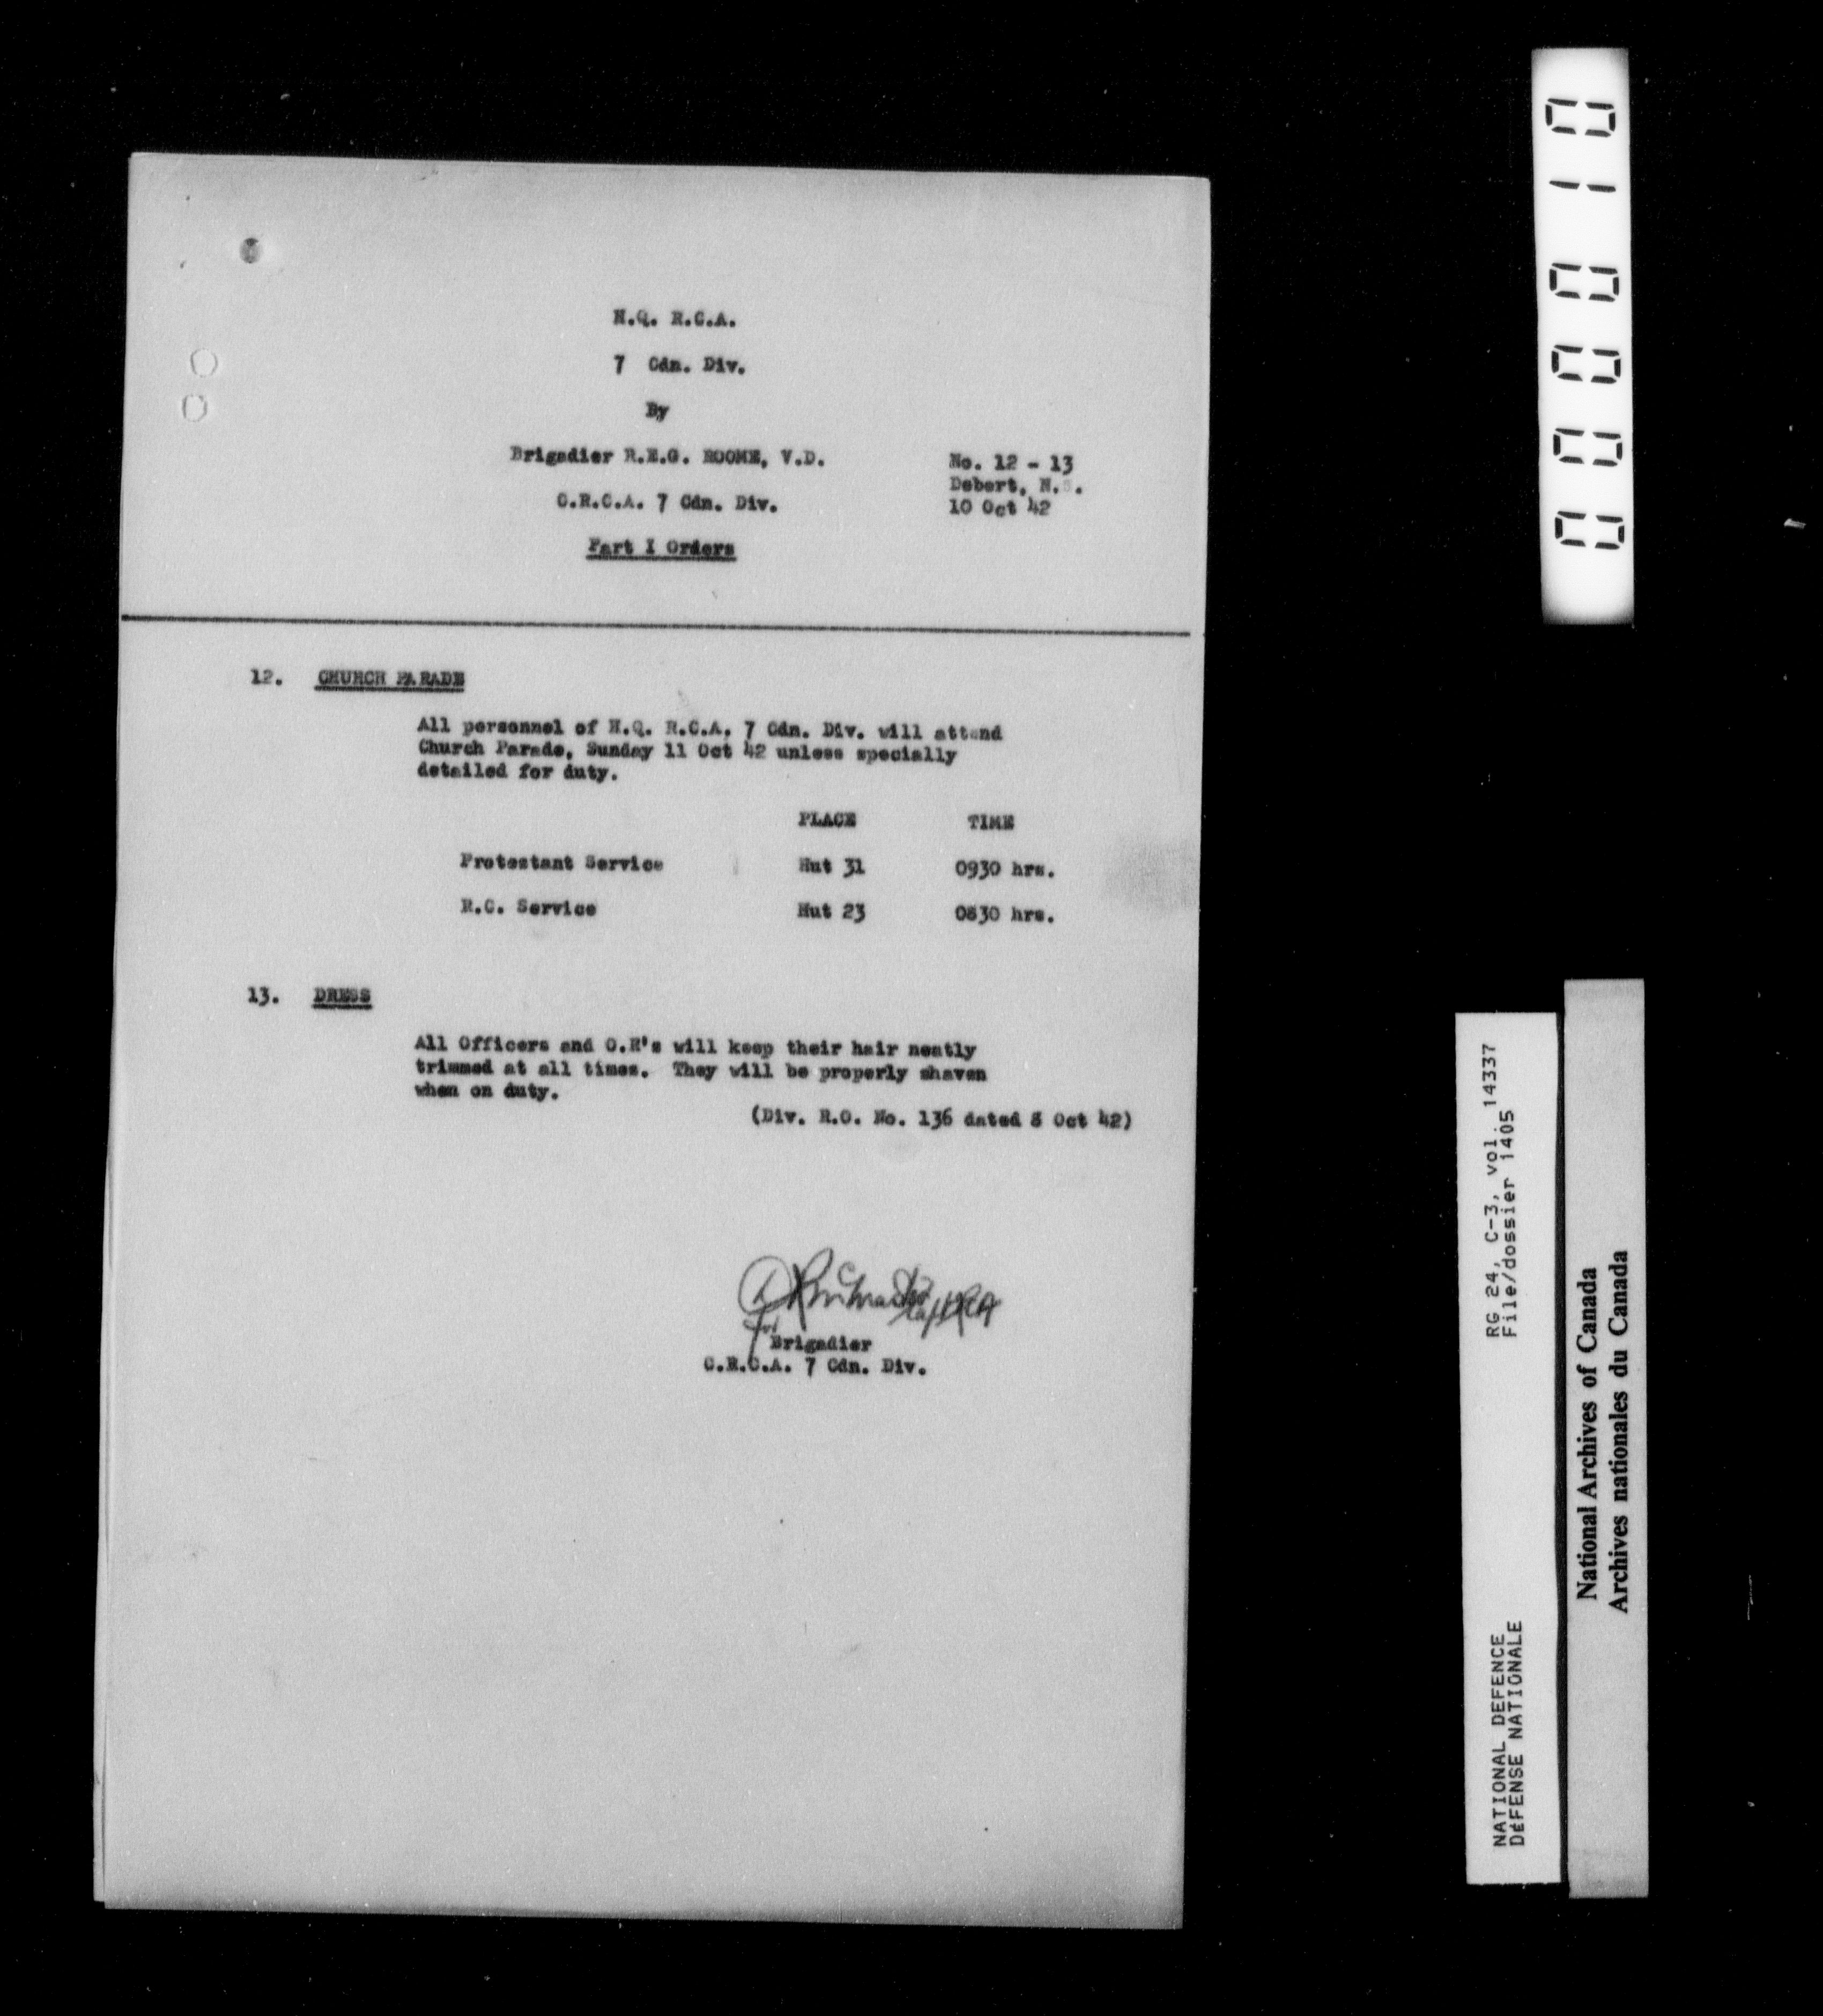 H.Q. R.C.A.
7 Cdn. Div.
By
Brigadier R.E.G. ROOME, V.D.
C.R.C.A. 7 Cdn. Div.
No. 12 - 13
Debert, N.S.
10 Oct 42
Part I Orders
12. CHURCH PARADE
All personnel of H.Q. R.C.A. 7 Cdn. Div. will attend
Church Parade, Sunday 11 Oct 42 unless specially
detailed for duty.
PLACE TIME
Protestant Service Hut 31 0930 hrs.
R.C. Service Hut 23 0830 hrs.
13. DRESS
All Officers and O.R's will keep their hair neatly
trimmed at all times. They will be properly shaven
when on duty.
(Div. R.O. No. 136 dated 8 Oct 42)
for
Brigadier
C.R.C.A. 7 Cdn. Div.
000010
RG 24, C-3, vol. 14337
File/dossier 1405
NATIONAL DEFENCE
DéFENSE NATIONALE
National Archives of Canada
Archives nationales du Canada